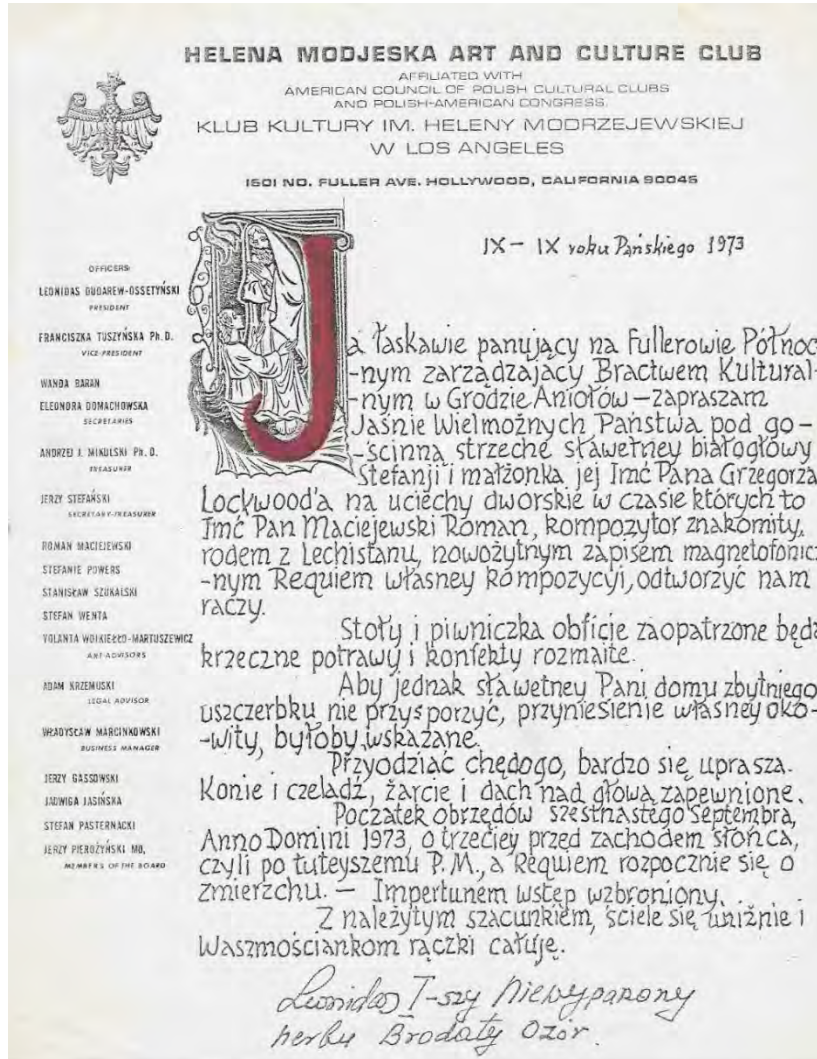 HELENA MODJESKA ART AND CULTURE CLUB
AFFILIATED WITH
AMERICAN COUNCIL OF POLISH CULTURAL CLUBS
AND POLISH-AMERICAN CONGRESS.
KLUB KULTURY IM. HELENY MODRZEJEWSKIEJ
W LOS ANGELES
1501 NO. FULLER AVE. HOLLYWOOD, CALIFORNIA 90045
IX – IX roku Pańskiego 1973
OFFICERS:
LEONIDAS DUDAREW-OSSETYŃSKI
PRESIDENT
FRANCISZKA TUSZYŃSKA Ph.D.
VICE-PRESIDENT
WANDA BARAN
ELEONORA DOMACHOWSKA
SECRETARIES
ANDRZEJ J. MIKULSKI Ph.D.
TREASURER
JERZY STEFAŃSKI
SECRETARY-TREASURER
ROMAN MACIEJEWSKI
STEFANIE POWERS
STANISŁAW SZUKALSKI
STEFAN WENTA
YOLANTA WOJKIEŁŁO-MARTUSZEWICZ
ART ADVISORS
ADAM KRZEMUSKI
LEGAL ADVISOR
WŁADYSŁAW MARCINKOWSKI
BUSINESS MANAGER
JERZY GASSOWSKI
JADWIGA JASIŃSKA
STEFAN PASTERNACKI
JERZY PIEROŻYŃSKI MD,
MEMBERS OF THE BOARD
Ja łaskawie panujący na Fullerowie Północ
-nym zarządzajacy Bractwem Kultural-
-nym w Grodzie Aniołów – zapraszam
Jaśnie Wielmożnych Państwa pod go-
-ścinną strzechę sławetney białogłówy
Stefanji i małżonka jej Imć Pana Grzegorza
Lockwood'a na uciechy dworskie w czasie których to
Imć Pan Maciejewski Roman, kompozytor znakomity,
rodem z Lechistanu, nowożytnym zapisem magnetofonicz
-nym Requiem własney kompozycyi, odtworzyć nam
raczy.
Stoły i piwniczka obficie zaopatrzone będą
krzeczne potrawy i konfekty rozmaite.
Aby jednak sławetney Pani domu zbytniego
uszczerbku nie przysporzyć, przyniesienie własney oko-
-wity, byłoby wskazane.
Przyodziać chędogo, bardzo się uprasza.
Konie i czeladź, żarcie i dach nad głową zapewnione.
Początek obrzędów szestnastego Septembra,
Anno Domini 1973, o trzeciey przed zachodem słońca,
czyli po tuteyszemu P.M., a Requiem rozpocznie się o
zmierzchu. – Impertunem wstęp wzbroniony. . .
Z należytym szacunkiem, ściele się uniżnie i
Waszmościankom rączki całuję.
Leonidas I-szy Niewyparzony
herbu Brodaty Ozór.